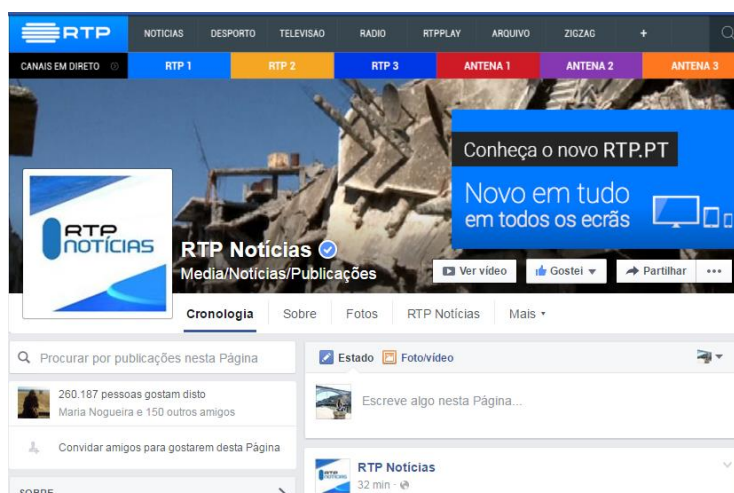 RTP NOTICIAS DESPORTO TELEVISAO RADIO RTPPLAY ARQUIVO ZIGZAG +
CANAIS EM DIRETO RTP 1 RTP 2 RTP 3 ANTENA 1 ANTENA 2 ANTENA 3
Conheça o novo RTP.PT
Novo em tudo
em todos os ecrãs
RTP
NOTÍCIAS
RTP Notícias
Media/Notícias/Publicações
Ver vídeo Gostei Partilhar •••
Cronologia Sobre Fotos RTP Notícias Mais
Procurar por publicações nesta Página
260.187 pessoas gostam disto
Maria Nogueira e 150 outros amigos
Convidar amigos para gostarem desta Página
SOBRE
Estado Foto/vídeo
Escreve algo nesta Página...
RTP
NOTÍCIAS
RTP Notícias
32 min ·